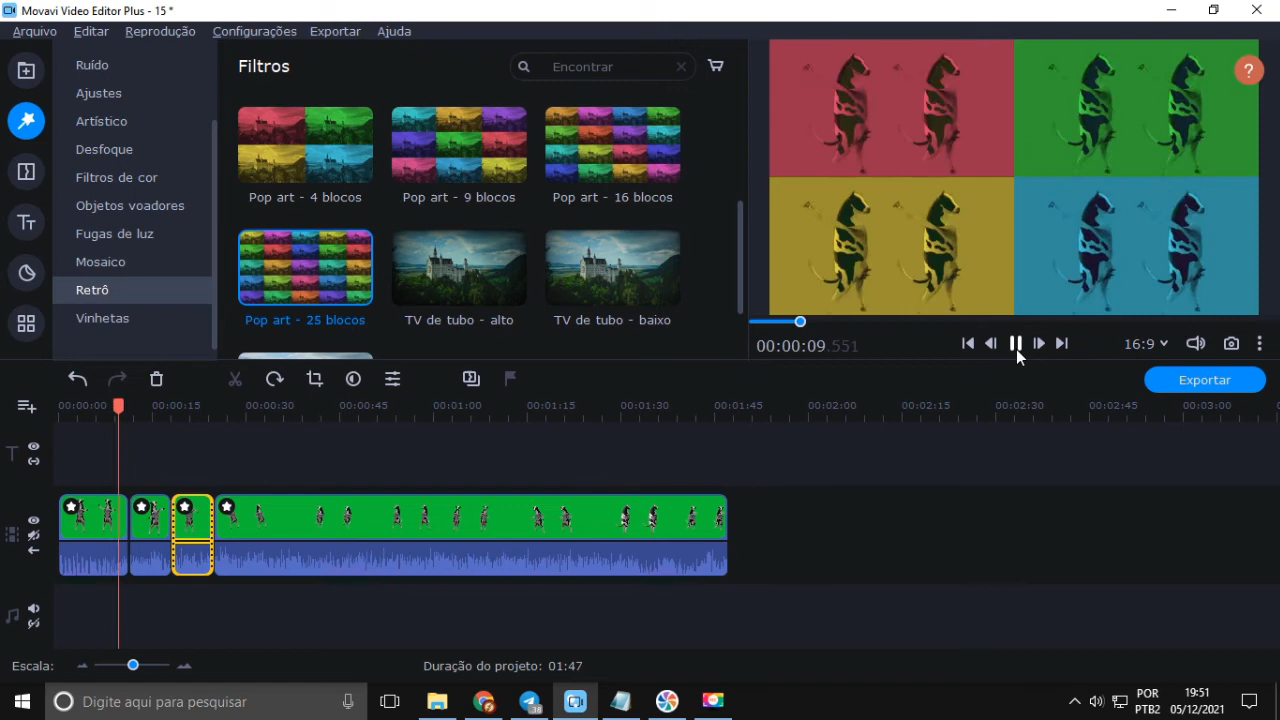 Movavi Video Editor Plus - 15 *
Arquivo Editar Reprodução Configurações Exportar Ajuda
Ruído
Ajustes
Artístico
Desfoque
Filtros de cor
Objetos voadores
Fugas de luz
Mosaico
Retrô
Vinhetas
Filtros
Encontrar
Pop art - 4 blocos
Pop art - 9 blocos
Pop art - 16 blocos
Pop art - 25 blocos
TV de tubo - alto
TV de tubo - baixo
?
00:00:09.551
16:9
Exportar
00:00:00 00:00:15 00:00:30 00:00:45 00:01:00 00:01:15 00:01:30 00:01:45 00:02:00 00:02:15 00:02:30 00:02:45 00:03:00
Escala:
Duração do projeto: 01:47
Digite aqui para pesquisar
38
POR
PTB2
19:51
05/12/2021